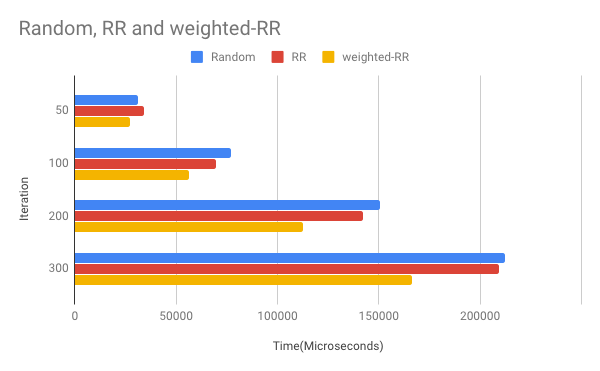 Random, RR and weighted-RR
Random RR weighted-RR
Iteration
50
100
200
300
0 50000 100000 150000 200000
Time(Microseconds)